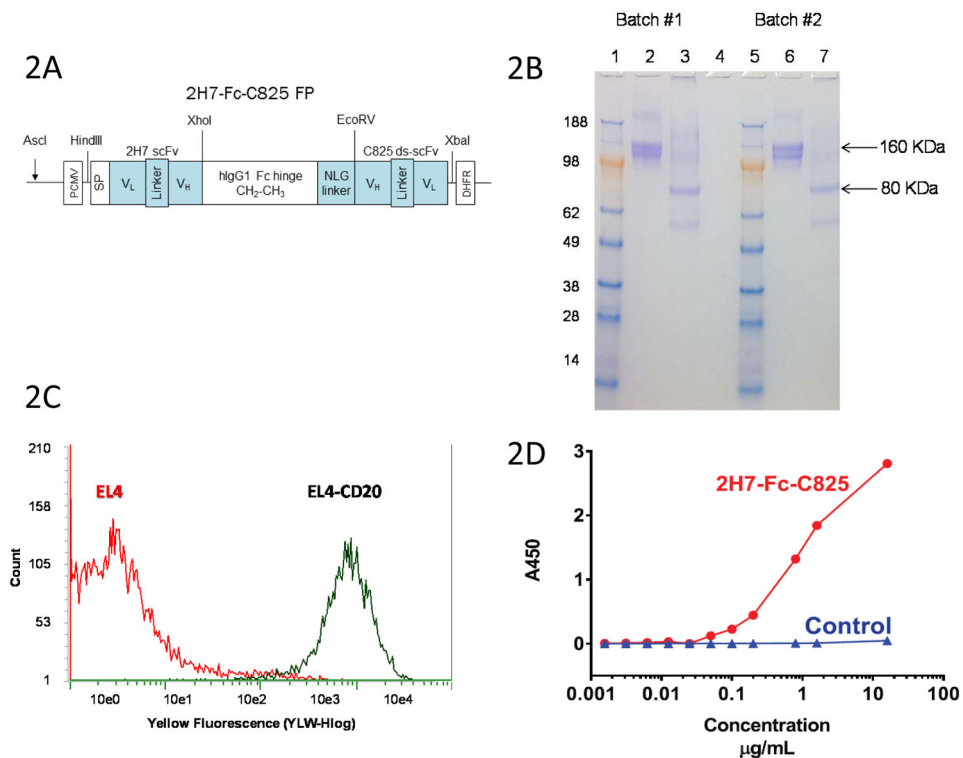 2A
2H7-Fc-C825 FP
AscI
HindIII
XhoI
EcoRV
XbaI
PCMV
SP
2H7 scFv
VL
Linker
VH
hIgG1 Fc hinge
CH2-CH3
NLG
linker
C825 ds-scFv
VH
Linker
VL
DHFR
2B
Batch #1
Batch #2
1 2 3 4 5 6 7
188
98
62
49
38
28
14
160 KDa
80 KDa
2C
210
158
105
53
1
Count
EL4
EL4-CD20
10e0 10e1 10e2 10e3 10e4
Yellow Fluorescence (YLW-Hlog)
2D
3
2
1
0
A450
2H7-Fc-C825
Control
0.001 0.01 0.1 1 10 100
Concentration
µg/mL